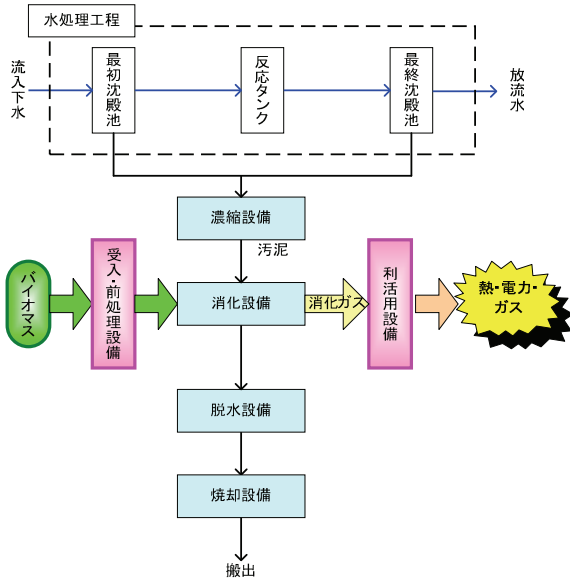 水処理工程
流入下水
最初沈殿池
反応タンク
最終沈殿池
放流水
濃縮設備
汚泥
バイオマス
受入・前処理設備
消化設備
消化ガス
利活用設備
熱・電力・
ガス
脱水設備
焼却設備
搬出